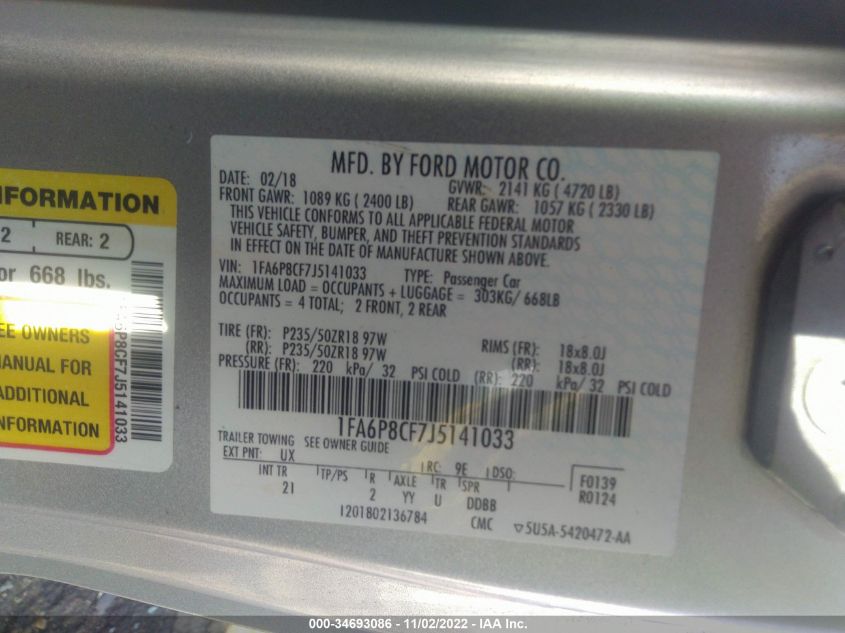 NFORMATION
2 REAR: 2
or 668 lbs.
EE OWNERS
MANUAL FOR
ADDITIONAL
NFORMATION
6P8CF7J5141033
MFD. BY FORD MOTOR CO.
DATE: 02/18 GVWR: 2141 KG ( 4720 LB)
FRONT GAWR: 1089 KG ( 2400 LB) REAR GAWR: 1057 KG ( 2330 LB)
THIS VEHICLE CONFORMS TO ALL APPLICABLE FEDERAL MOTOR
VEHICLE SAFETY, BUMPER, AND THEFT PREVENTION STANDARDS
IN EFFECT ON THE DATE OF MANUFACTURE SHOWN ABOVE.
VIN: 1FA6P8CF7J5141033 TYPE: Passenger Car
MAXIMUM LOAD = OCCUPANTS + LUGGAGE = 303KG/ 668LB
OCCUPANTS = 4 TOTAL; 2 FRONT, 2 REAR
TIRE (FR): P235/50ZR18 97W RIMS (FR): 18x8.0J
(RR): P235/50ZR18 97W (RR): 18x8.0J
PRESSURE (FR): 220 kPa/ 32 PSI COLD (RR): 220 kPa/ 32 PSI COLD
1FA6P8CF7J5141033
TRAILER TOWING SEE OWNER GUIDE
EXT PNT: UX RC: 9E DSO: F0139
INT TR TP/PS R AXLE TR SPR R0124
21 2 YY U DDBB
1201802136784 CMC ▽5U5A-5420472-AA
000-34693086 - 11/02/2022 - IAA Inc.